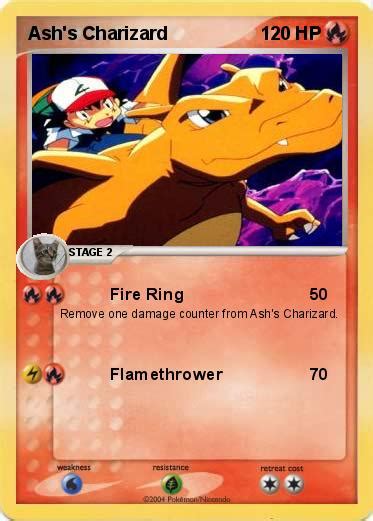 Ash's Charizard 120 HP
STAGE 2
Fire Ring 50
Remove one damage counter from Ash's Charizard.
Flamethrower 70
weakness resistance retreat cost
©2004 Pokémon/Nintendo